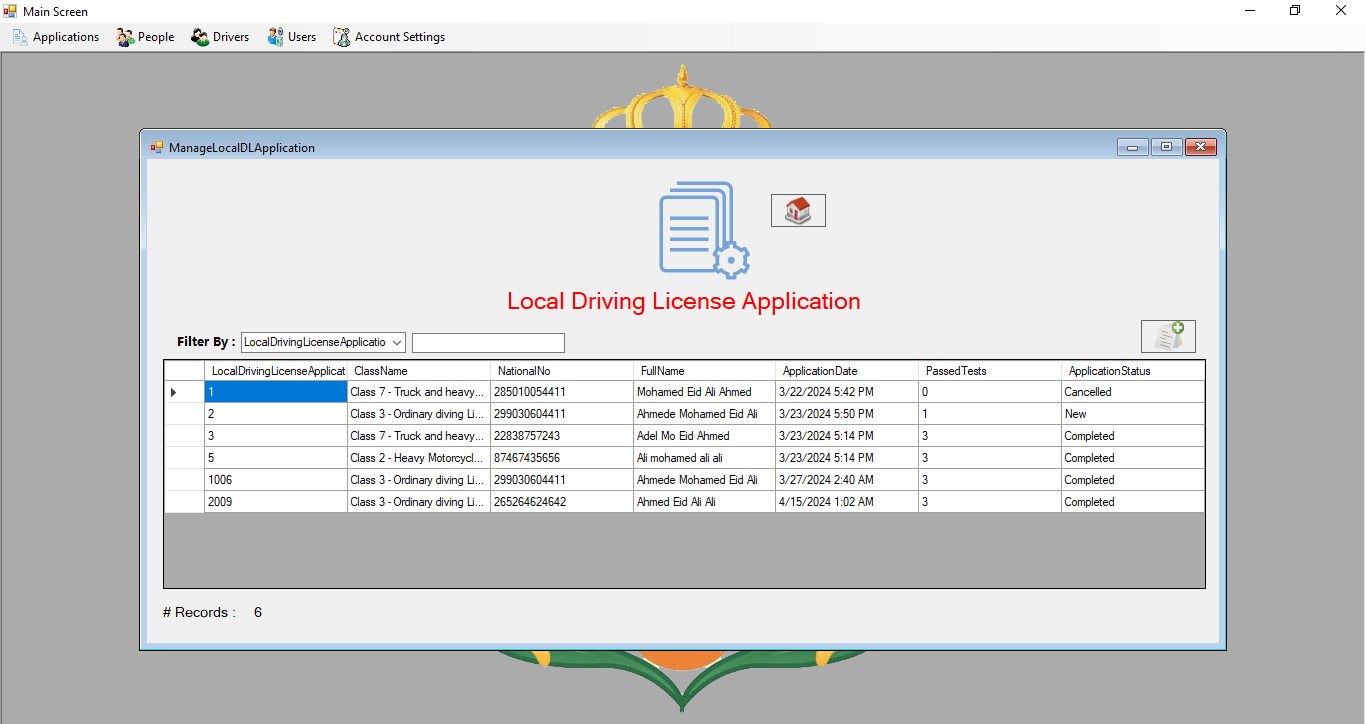 Main Screen
Applications People Drivers Users Account Settings
ManageLocalDLApplication
Local Driving License Application
Filter By : LocalDrivingLicenseApplicatio
LocalDrivingLicenseApplicat ClassName NationalNo FullName ApplicationDate PassedTests ApplicationStatus
1 Class 7 - Truck and heavy... 285010054411 Mohamed Eid Ali Ahmed 3/22/2024 5:42 PM 0 Cancelled
2 Class 3 - Ordinary diving Li... 299030604411 Ahmede Mohamed Eid Ali 3/23/2024 5:50 PM 1 New
3 Class 7 - Truck and heavy... 22838757243 Adel Mo Eid Ahmed 3/23/2024 5:14 PM 3 Completed
5 Class 2 - Heavy Motorcycl... 87467435656 Ali mohamed ali ali 3/23/2024 5:14 PM 3 Completed
1006 Class 3 - Ordinary diving Li... 299030604411 Ahmede Mohamed Eid Ali 3/27/2024 2:40 AM 3 Completed
2009 Class 3 - Ordinary diving Li... 265264624642 Ahmed Eid Ali Ali 4/15/2024 1:02 AM 3 Completed
# Records : 6